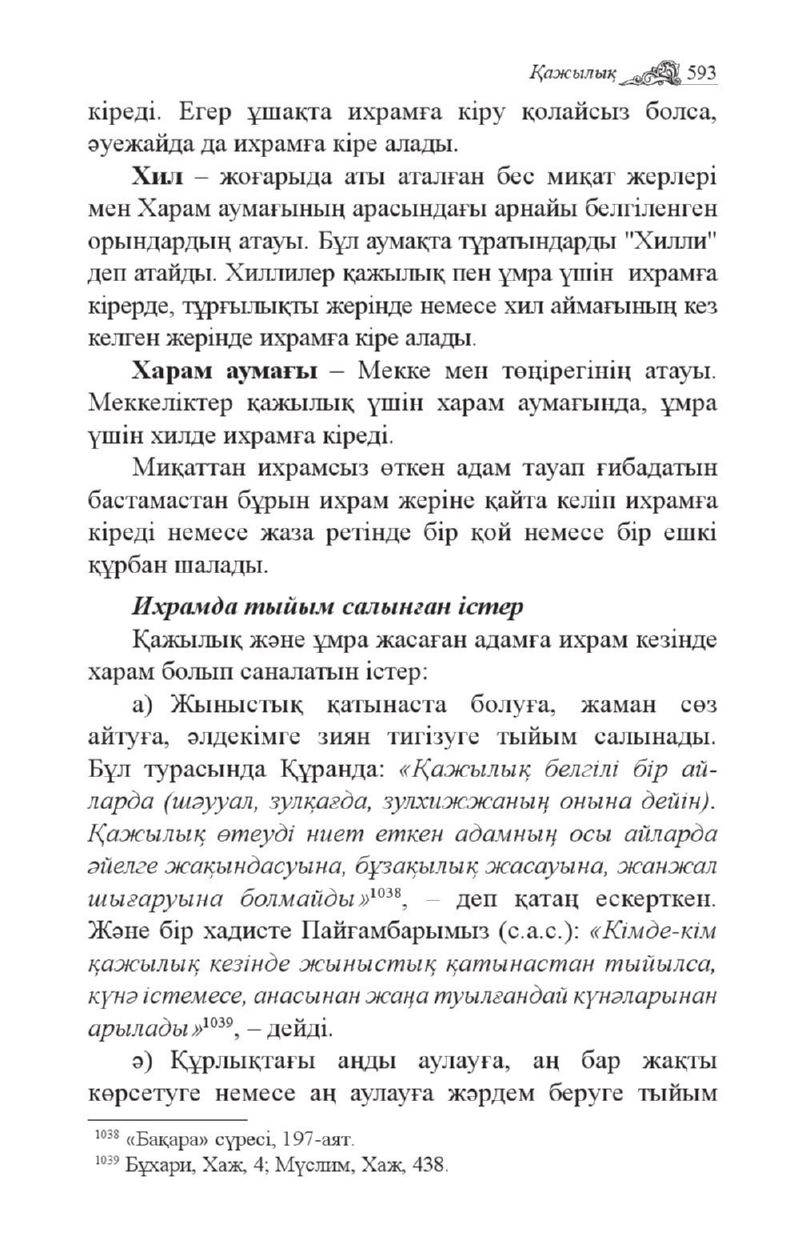 Қажылық 593
кіреді. Егер ұшақта ихрамға кіру қолайсыз болса,
әуежайда да ихрамға кіре алады.
Хил – жоғарыда аты аталған бес миқат жерлері
мен Харам аумағының арасындағы арнайы белгіленген
орындардың атауы. Бұл аумақта тұратындарды "Хилли"
деп атайды. Хиллилер қажылық пен ұмра үшін ихрамға
кірерде, тұрғылықты жерінде немесе хил аймағының кез
келген жерінде ихрамға кіре алады.
Харам аумағы – Мекке мен төңірегінің атауы.
Меккеліктер қажылық үшін харам аумағында, ұмра
үшін хилде ихрамға кіреді.
Миқаттан ихрамсыз өткен адам тауап ғибадатын
бастамастан бұрын ихрам жеріне қайта келіп ихрамға
кіреді немесе жаза ретінде бір қой немесе бір ешкі
құрбан шалады.
Ихрамда тыйым салынған істер
Қажылық және ұмра жасаған адамға ихрам кезінде
харам болып саналатын істер:
а) Жыныстық қатынаста болуға, жаман сөз
айтуға, әлдекімге зиян тигізуге тыйым салынады.
Бұл турасында Құранда: «Қажылық белгілі бір ай-
ларда (шәууал, зулқағда, зулхижжаның онына дейін).
Қажылық өтеуді ниет еткен адамның осы айларда
әйелге жақындасуына, бұзақылық жасауына, жанжал
шығаруына болмайды»¹⁰³⁸, – деп қатаң ескерткен.
Және бір хадисте Пайғамбарымыз (с.а.с.): «Кімде-кім
қажылық кезінде жыныстық қатынастан тыйылса,
күнә істемесе, анасынан жаңа туылғандай күнәларынан
арылады»¹⁰³⁹, – дейді.
ә) Құрлықтағы аңды аулауға, аң бар жақты
көрсетуге немесе аң аулауға жәрдем беруге тыйым
¹⁰³⁸ «Бақара» сүресі, 197-аят.
¹⁰³⁹ Бұхари, Хаж, 4; Мүслим, Хаж, 438.